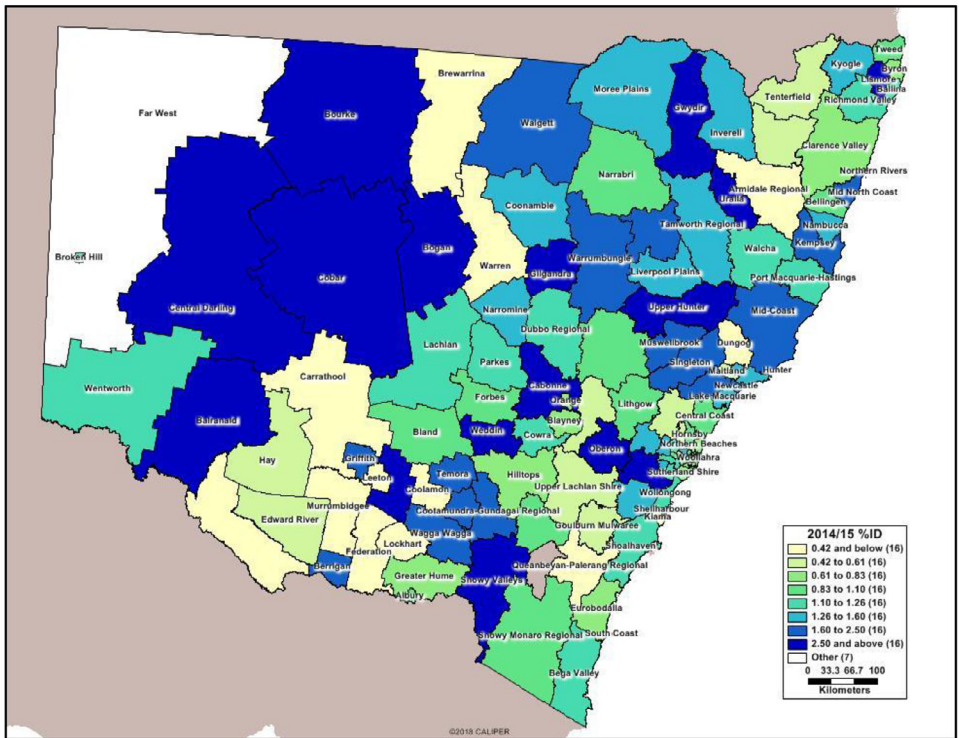 Tweed
Kyogle
Byron
Lismore
Ballina
Brewarrina
Moree Plains
Tenterfield
Richmond Valley
Far West
Bourke
Walgett
Gwydir
Inverell
Clarence Valley
Narrabri
Northern Rivers
Armidale Regional
Mid North Coast
Uralla
Bellingen
Coonamble
Tamworth Regional
Nambucca
Kempsey
Bogan
Walcha
Broken Hill
Cobar
Warren
Gilgandra
Warrumbungle
Liverpool Plains
Port Macquarie-Hastings
Central Darling
Narromine
Upper Hunter
Mid-Coast
Dubbo Regional
Lachlan
Muswellbrook
Dungog
Parkes
Singleton
Carrathool
Maitland
Hunter
Wentworth
Cabonne
Newcastle
Forbes
Orange
Lithgow
Lake Macquarie
Balranald
Blayney
Central Coast
Bland
Weddin
Cowra
Hornsby
Northern Beaches
Oberon
Woollahra
Hay
Griffith
Leeton
Temora
Hilltops
Sutherland Shire
Coolamon
Upper Lachlan Shire
Wollongong
Murrumbidgee
Cootamundra-Gundagai Regional
Shellharbour
Kiama
Edward River
Goulburn Mulwaree
Wagga Wagga
Lockhart
Shoalhaven
Federation
Berrigan
Queanbeyan-Palerang Regional
Greater Hume
Snowy Valleys
Albury
Eurobodalla
Snowy Monaro Regional
South Coast
Bega Valley
2014/15 %ID
0.42 and below (16)
0.42 to 0.61 (16)
0.61 to 0.83 (16)
0.83 to 1.10 (16)
1.10 to 1.26 (16)
1.26 to 1.60 (16)
1.60 to 2.50 (16)
2.50 and above (16)
Other (7)
0 33.3 66.7 100
Kilometers
©2018 CALIPER